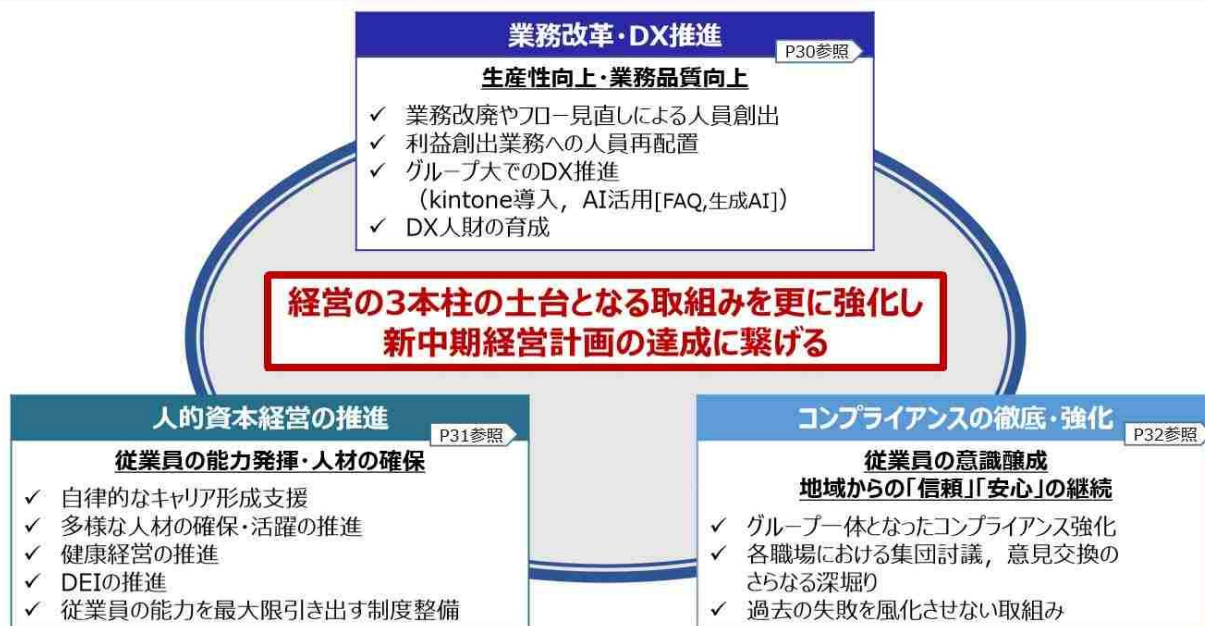 業務改革・DX推進
P30参照
生産性向上・業務品質向上
✓ 業務改廃やフロー見直しによる人員創出
✓ 利益創出業務への人員再配置
✓ グループ大でのDX推進
（kintone導入，AI活用[FAQ,生成AI]）
✓ DX人財の育成
経営の3本柱の土台となる取組みを更に強化し
新中期経営計画の達成に繋げる
人的資本経営の推進
P31参照
従業員の能力発揮・人材の確保
✓ 自律的なキャリア形成支援
✓ 多様な人材の確保・活躍の推進
✓ 健康経営の推進
✓ DEIの推進
✓ 従業員の能力を最大限引き出す制度整備
コンプライアンスの徹底・強化
P32参照
従業員の意識醸成
地域からの「信頼」「安心」の継続
✓ グループ一体となったコンプライアンス強化
✓ 各職場における集団討議，意見交換の
さらなる深堀り
✓ 過去の失敗を風化させない取組み